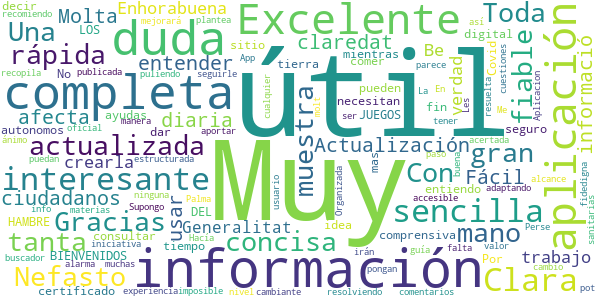 decir
recomiendo
Molta
Enhorabuena
mejorará
plantea
LOS
Excelente
Toda
así
Una
duda
sitio
claredat
Be
digital
Covid
cuestiones
rápida
entender
App
tierra
mientras
comer
verdad
fiable
No
publicada
puliendo
seguirle
parece
recopila
completa
útil
cualquier
pueden
La
En
resuelta
Aplicacion
aplicación
informació
afecta
ayudas
diaria
necesitan
Les
autonomos
oficial
manera
aportar
fin
ser
JUEGOS
tener
Me
seguro
actualizada
dar
muestra
Actualización
mas
acertada
ánimo
crearla
gran
paso
buena
puedan
estructurada
Muy
interesante
Con
Fácil
entiendo
adaptando
fidedigna
sanitarias
ciudadanos
usar
sencilla
mano
info
materias
ninguna
Palma
usuario
Organizada
accesible
alcance
Gracias
Supongo
Generalitat.
HAMBRE
consultar
DEL
concisa
idea
comprensiva
guía
Perse
tanta
tiempo
Hacia
irán
Por
cambio
buscador
BIENVENIDOS
iniciativa
información
falta
valor
trabajo
Nefasto
alarma
muchas
pongan
Clara
certificado
experiencia
imposible
nivel
cambiante
resolviendo
comentarios
pot